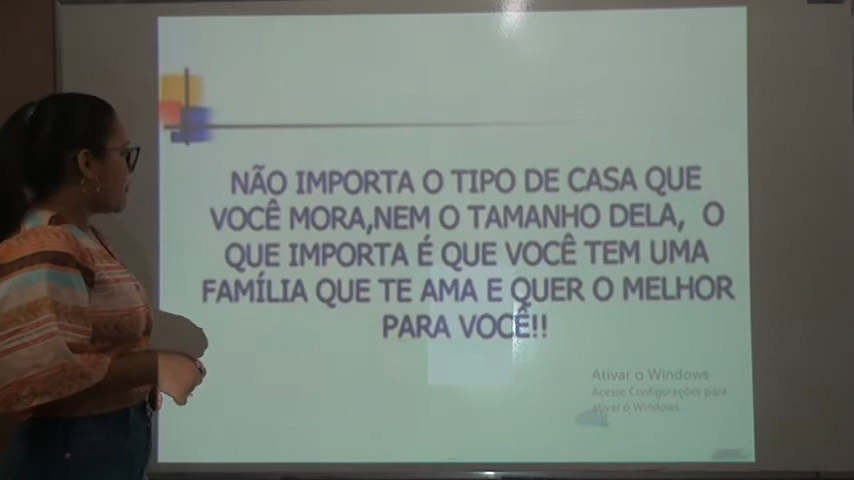 NÃO IMPORTA O TIPO DE CASA QUE
VOCÊ MORA,NEM O TAMANHO DELA, O
QUE IMPORTA É QUE VOCÊ TEM UMA
FAMÍLIA QUE TE AMA E QUER O MELHOR
PARA VOCÊ!!
Ativar o Windows
Acesse Configurações para
ativar o Windows.